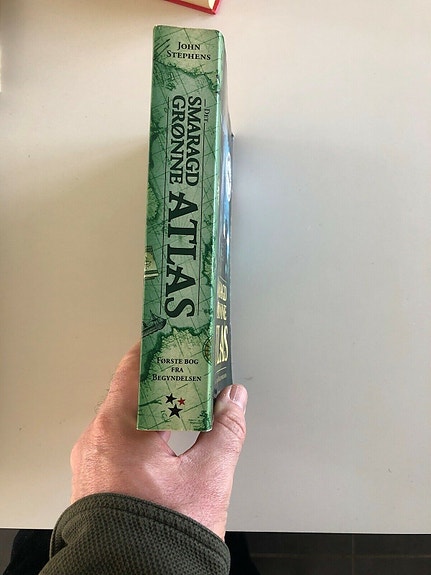 John
Stephens
Det
SMARAGD
GRØNNE
ATLAS
Første bog
fra
Begyndelsen